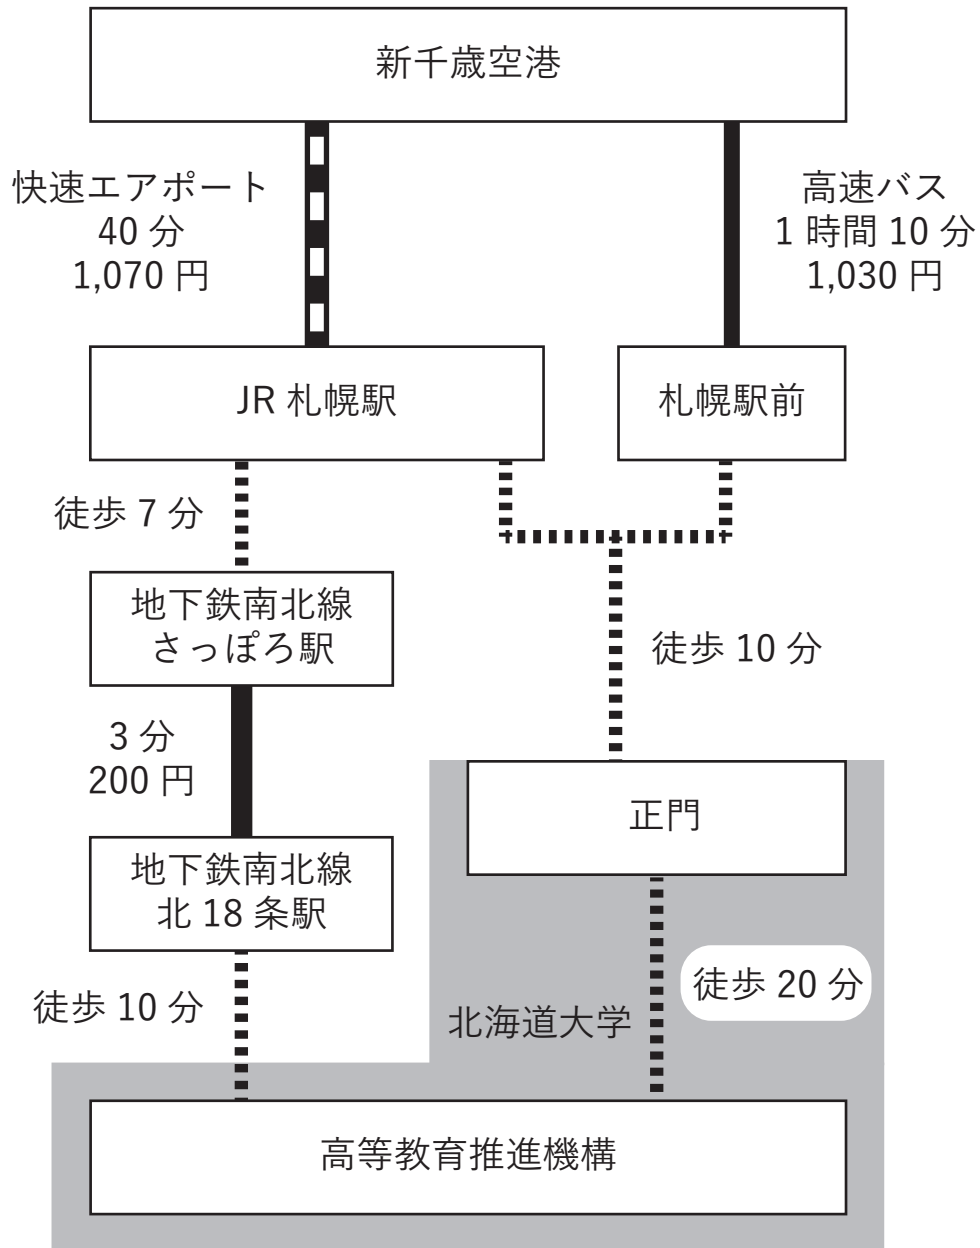 新千歳空港
快速エアポート
40 分
1,070 円
高速バス
1 時間 10 分
1,030 円
JR 札幌駅
札幌駅前
徒歩 7 分
地下鉄南北線
さっぽろ駅
徒歩 10 分
3 分
200 円
正門
地下鉄南北線
北 18 条駅
徒歩 20 分
徒歩 10 分
北海道大学
高等教育推進機構